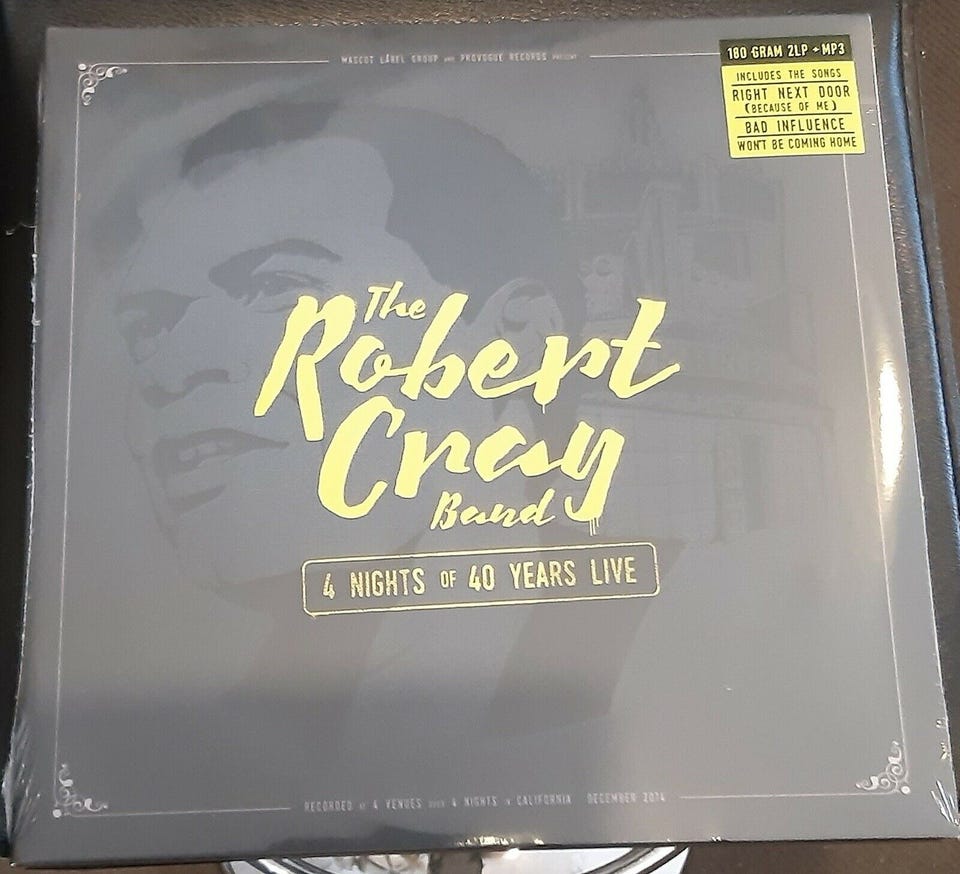 MASCOT LABEL GROUP AND PROVOGUE RECORDS PRESENT
180 GRAM 2LP + MP3
INCLUDES THE SONGS
RIGHT NEXT DOOR
(BECAUSE OF ME)
BAD INFLUENCE
WON'T BE COMING HOME
The
Robert
Cray
Band
4 NIGHTS OF 40 YEARS LIVE
RECORDED AT 4 VENUES OVER 4 NIGHTS IN CALIFORNIA DECEMBER 2014